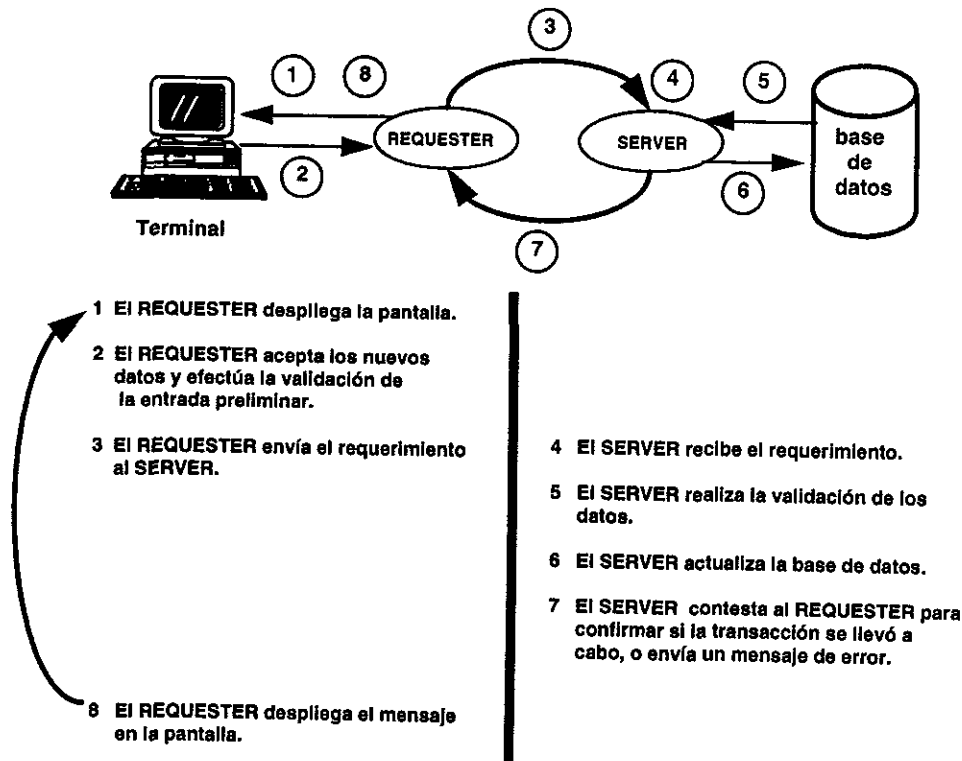 3
1
8
4
5
REQUESTER
SERVER
base
de
datos
2
6
Terminal
7
1 El REQUESTER despliega la pantalla.
2 El REQUESTER acepta los nuevos
datos y efectúa la validación de
la entrada preliminar.
3 El REQUESTER envía el requerimiento
al SERVER.
4 El SERVER recibe el requerimiento.
5 El SERVER realiza la validación de los
datos.
6 El SERVER actualiza la base de datos.
7 El SERVER contesta al REQUESTER para
confirmar si la transacción se llevó a
cabo, o envía un mensaje de error.
8 El REQUESTER despliega el mensaje
en la pantalla.